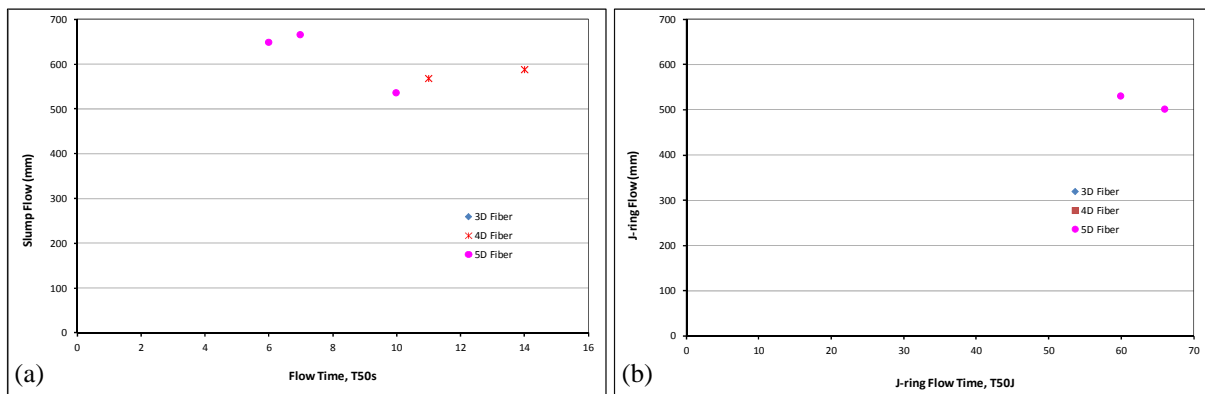 700
600
500
400
300
200
100
0
Slump Flow (mm)
3D Fiber
4D Fiber
5D Fiber
0 2 4 6 8 10 12 14 16
Flow Time, T50s
(a)
700
600
500
400
300
200
100
0
J-ring Flow (mm)
3D Fiber
4D Fiber
5D Fiber
0 10 20 30 40 50 60 70
J-ring Flow Time, T50J
(b)